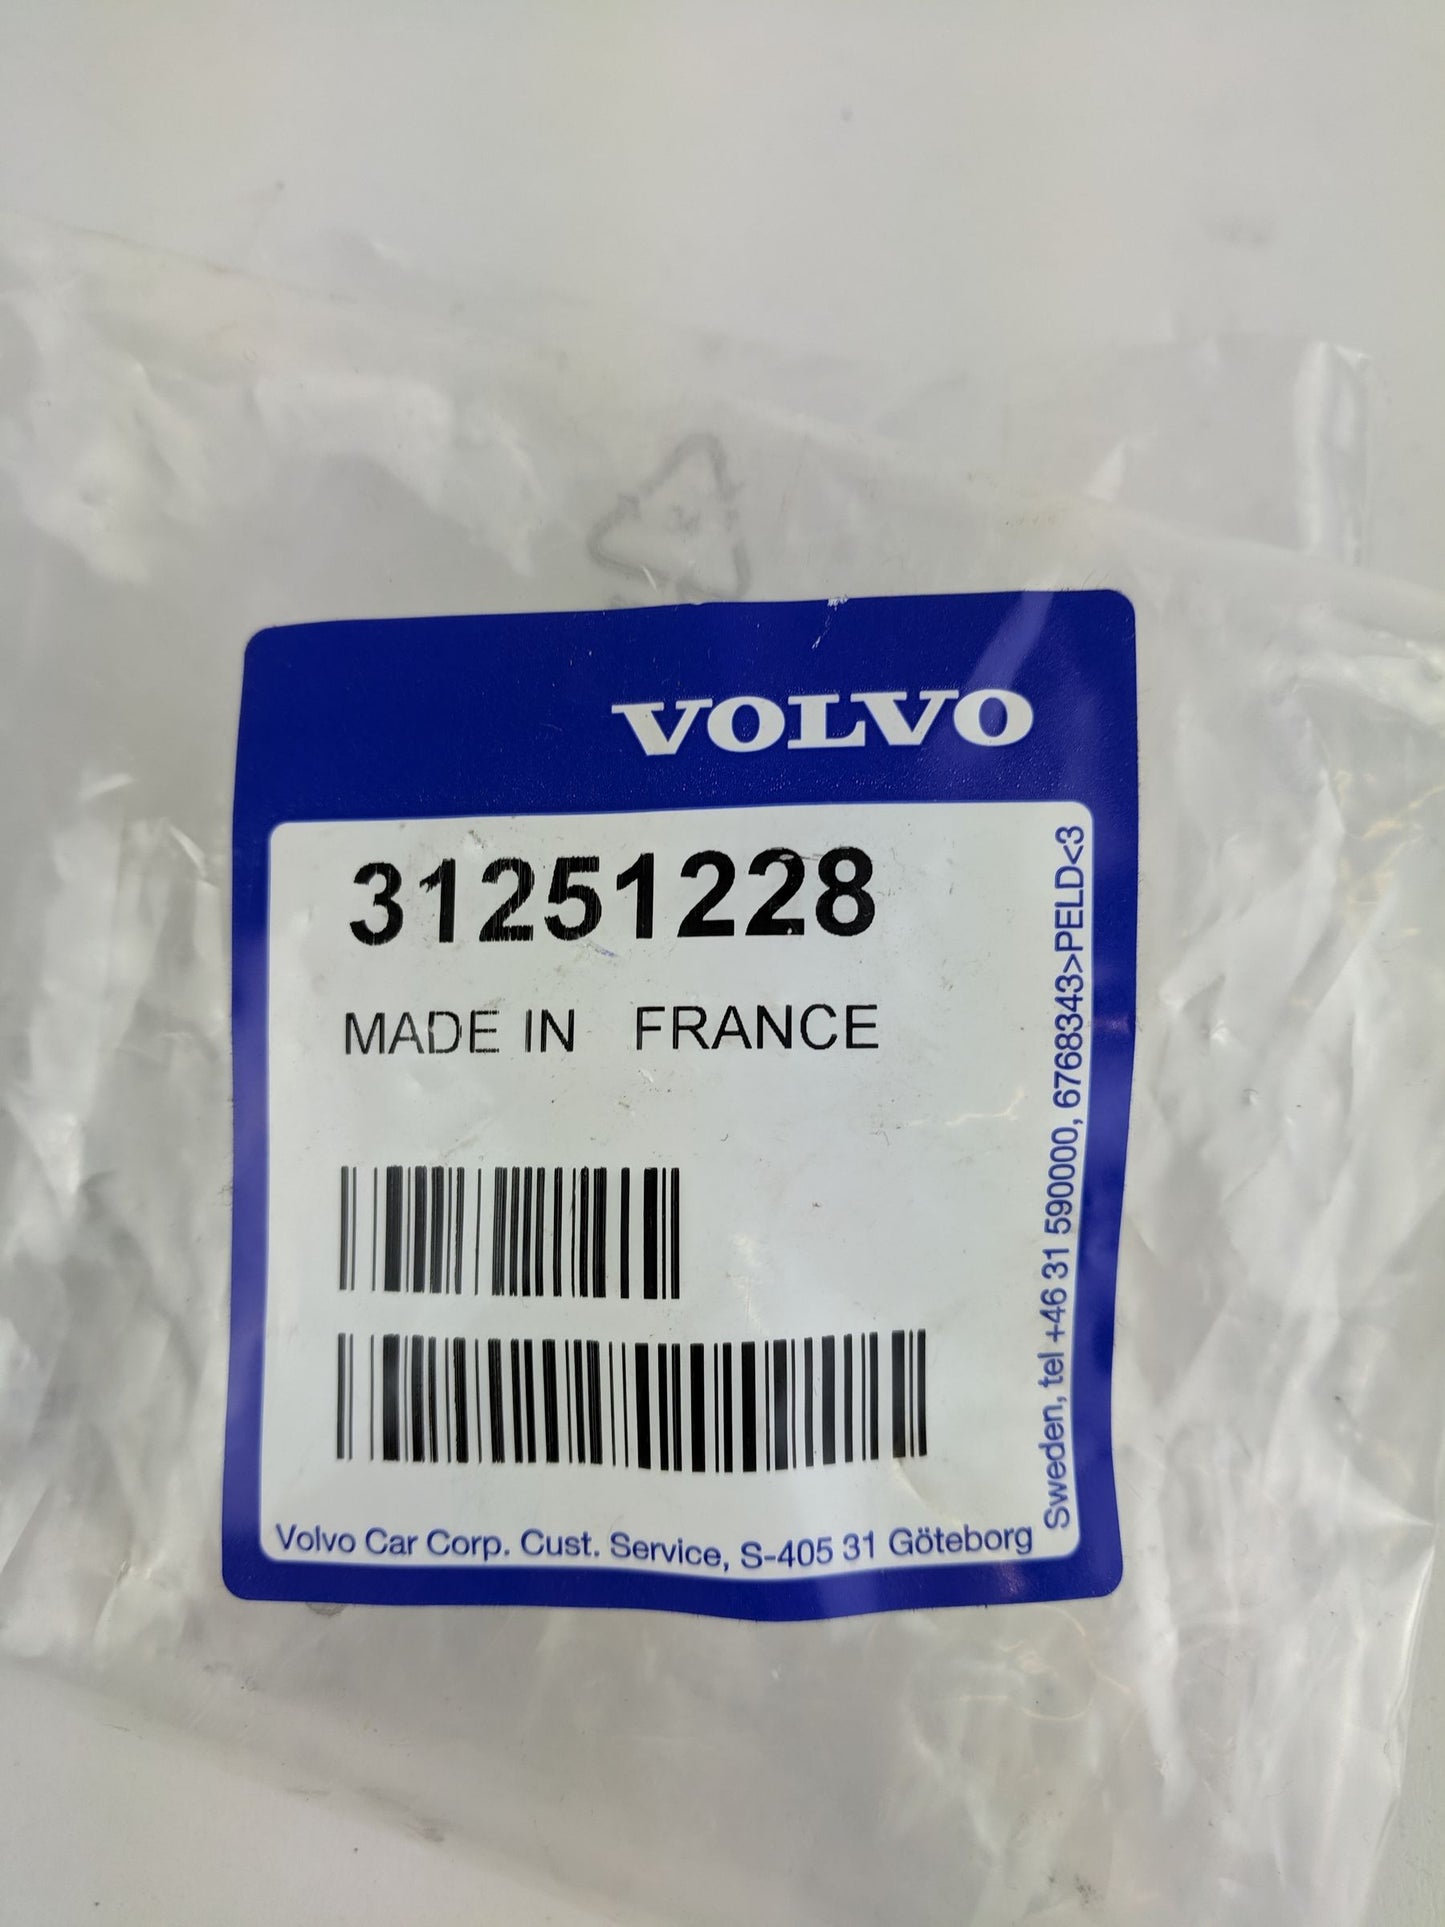 VOLVO
31251228
MADE IN FRANCE
Volvo Car Corp. Cust. Service, S-405 31 Göteborg
Sweden, tel +46 31 590000, 6768343>PELD<3